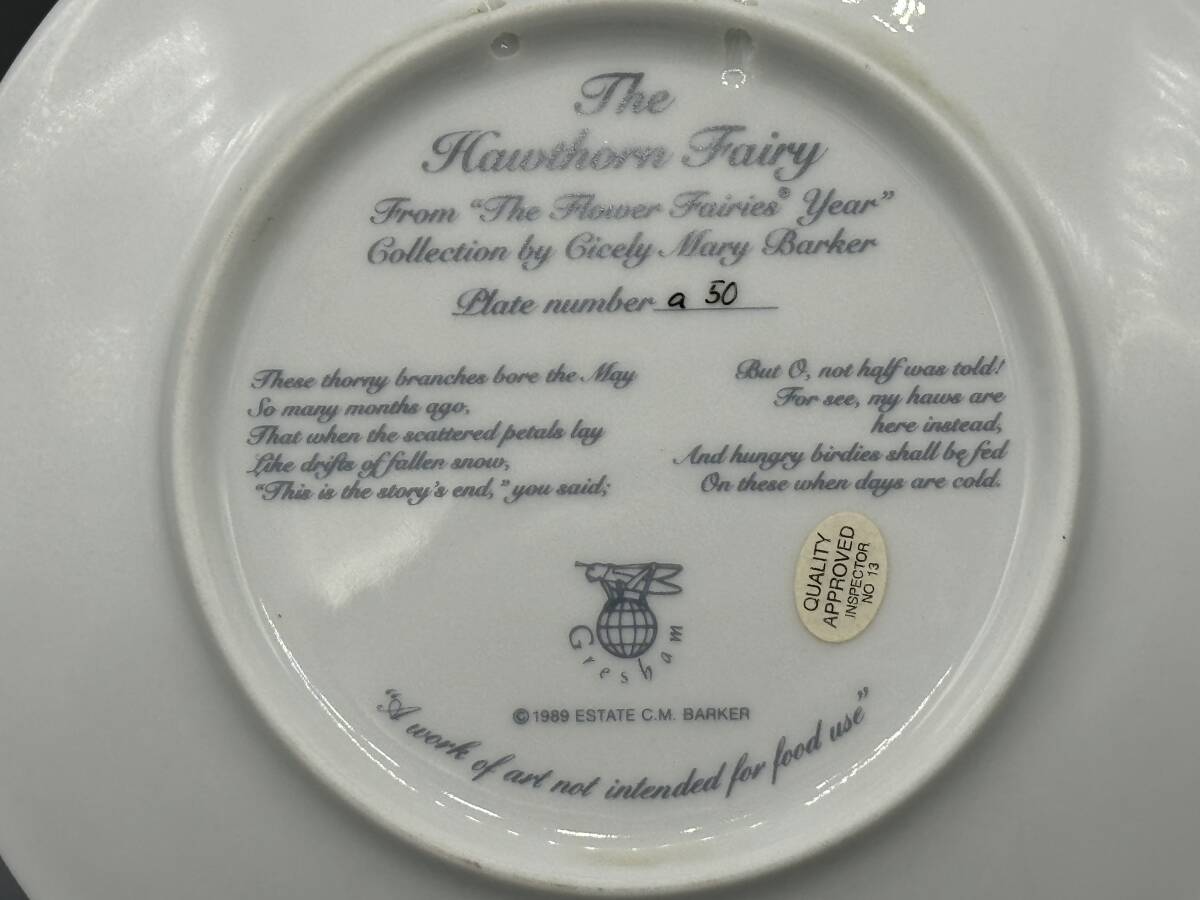 The
Hawthorn Fairy
From “The Flower Fairies® Year”
Collection by Cicely Mary Barker
Plate number a 50
These thorny branches bore the May
So many months ago,
That when the scattered petals lay
Like drifts of fallen snow,
“This is the story's end,” you said;
But O, not half was told!
For see, my haws are
here instead,
And hungry birdies shall be fed
On these when days are cold.
QUALITY
APPROVED
INSPECTOR
NO 13
Gresham
©1989 ESTATE C.M. BARKER
“A work of art not intended for food use”